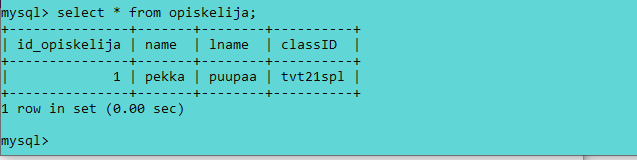 mysql> select * from opiskelija;
+---------------+-------+--------+----------+
| id_opiskelija | name  | lname  | classID  |
+---------------+-------+--------+----------+
|             1 | pekka | puupaa | tvt21spl |
+---------------+-------+--------+----------+
1 row in set (0.00 sec)
mysql>